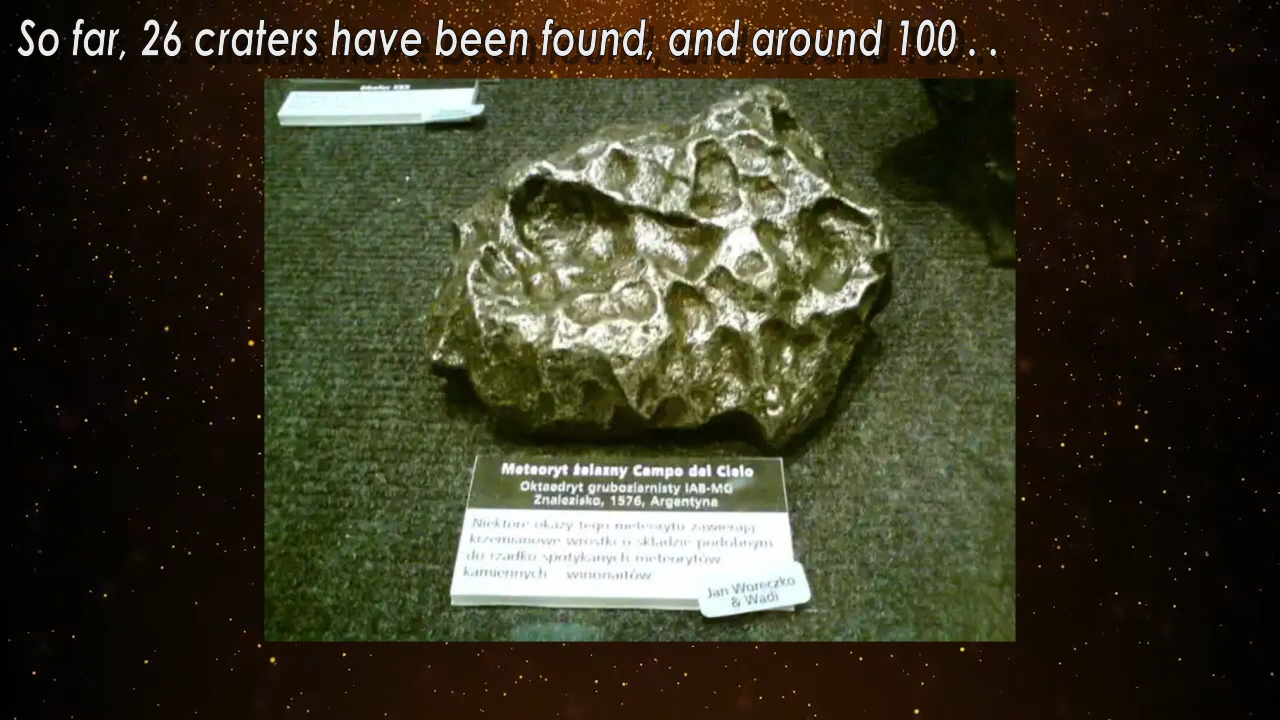 So far, 26 craters have been found, and around 100 . .
Meteoryt żelazny Campo del Cielo
Oktaedryt gruboziarnisty IAB-MG
Znalezisko, 1576, Argentyna
Niektóre okazy tego meteorytu zawierają
krzemianowe wrostki o składzie podobnym
do rzadko spotykanych meteorytów
kamiennych winonaitów
Jan Woreczko
& Wadi